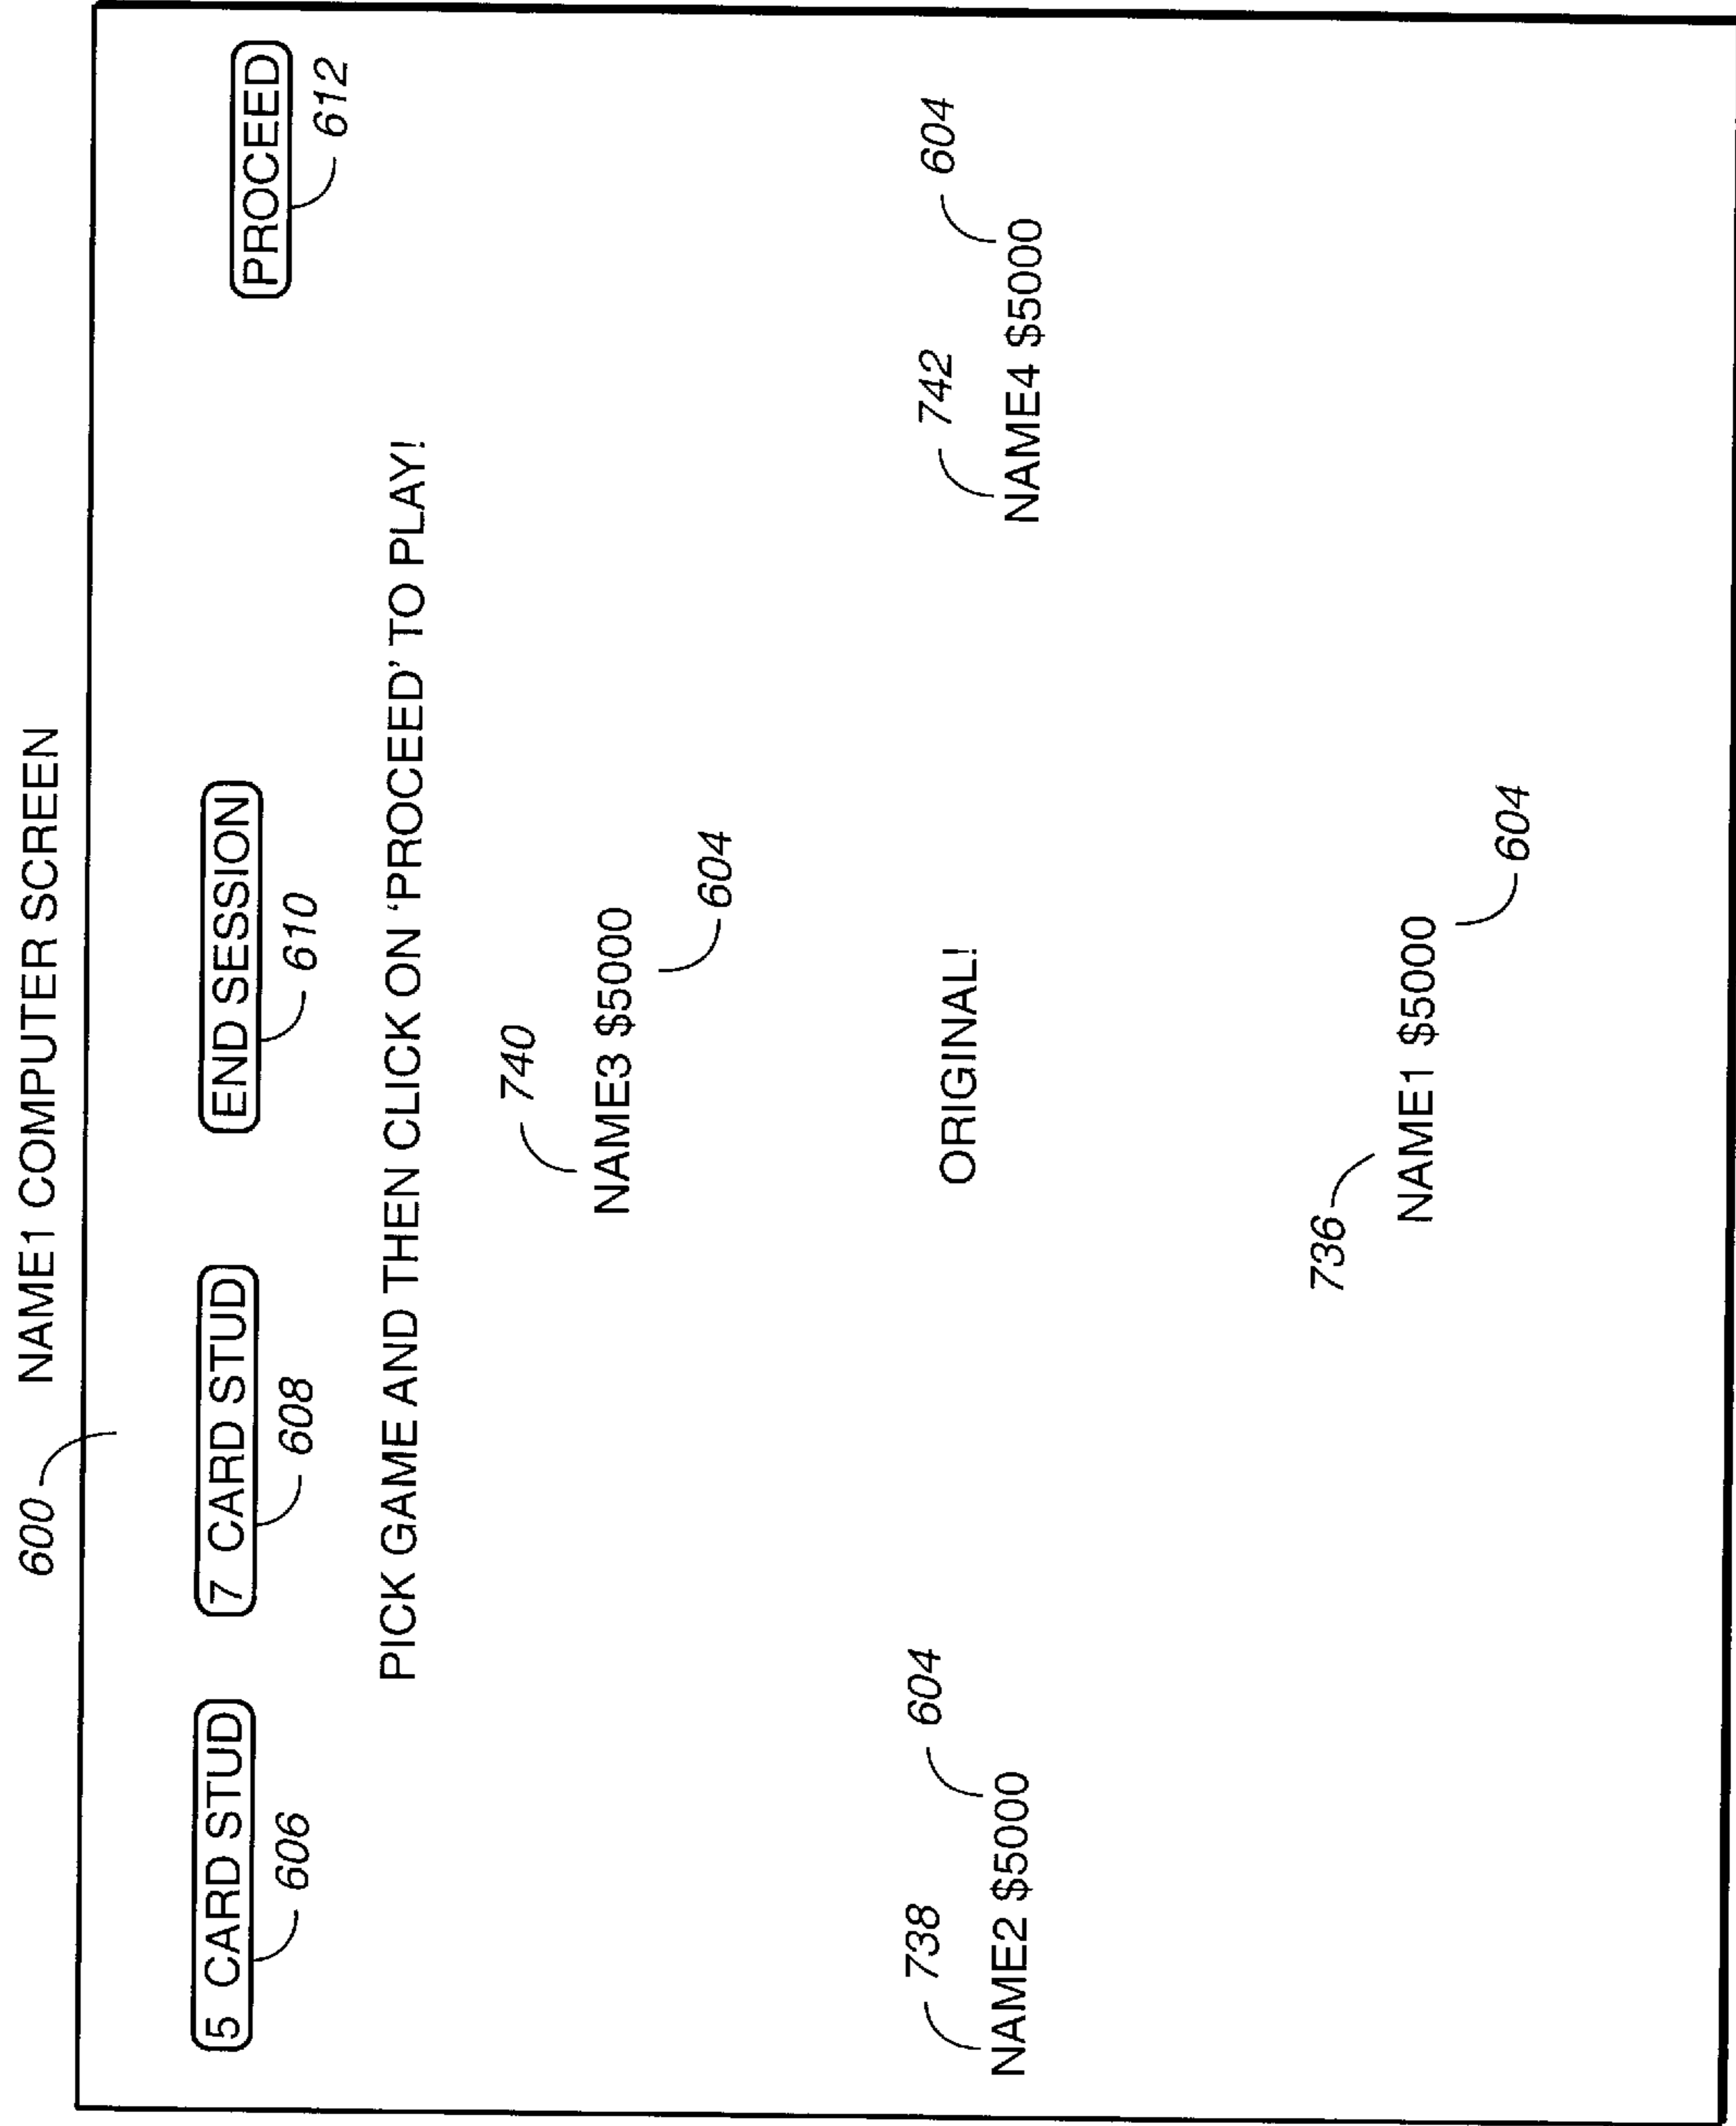 NAME1 COMPUTER SCREEN
600
5 CARD STUD
7 CARD STUD
END SESSION
PROCEED
606
608
610
612
PICK GAME AND THEN CLICK ON 'PROCEED' TO PLAY!
740
NAME3 $5000
604
738
604
742
604
NAME2 $5000
ORIGINAL!
NAME4 $5000
736
NAME1 $5000
604